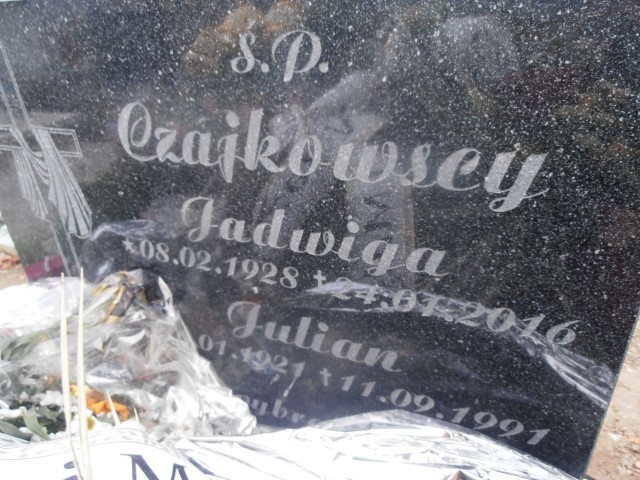 Ś.P.
Czajkowscy
Jadwiga
*08.02.1928 †24.01.2016
Julian
.01.1921 †11.09.1991